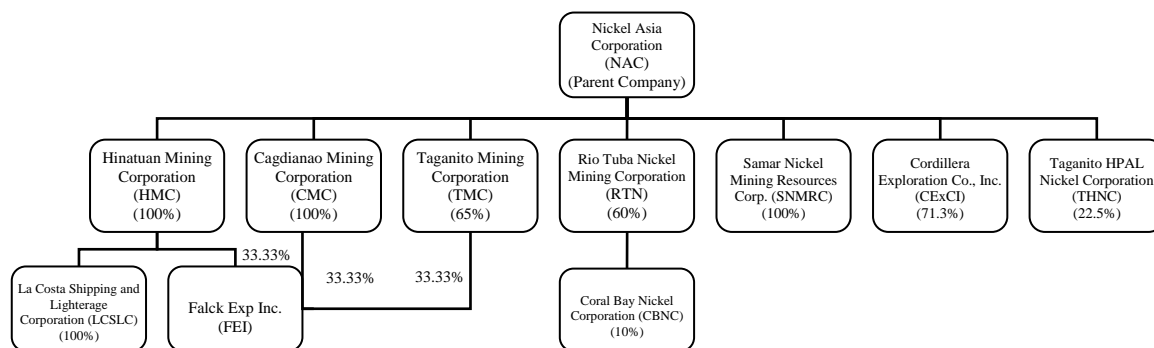 Nickel Asia
Corporation
(NAC)
(Parent Company)
Hinatuan Mining
Corporation
(HMC)
(100%)
Cagdianao Mining
Corporation
(CMC)
(100%)
Taganito Mining
Corporation
(TMC)
(65%)
Rio Tuba Nickel
Mining Corporation
(RTN)
(60%)
Samar Nickel
Mining Resources
Corp. (SNMRC)
(100%)
Cordillera
Exploration Co., Inc.
(CExCI)
(71.3%)
Taganito HPAL
Nickel Corporation
(THNC)
(22.5%)
33.33%
33.33%
33.33%
La Costa Shipping and
Lighterage
Corporation (LCSLC)
(100%)
Falck Exp Inc.
(FEI)
Coral Bay Nickel
Corporation (CBNC)
(10%)